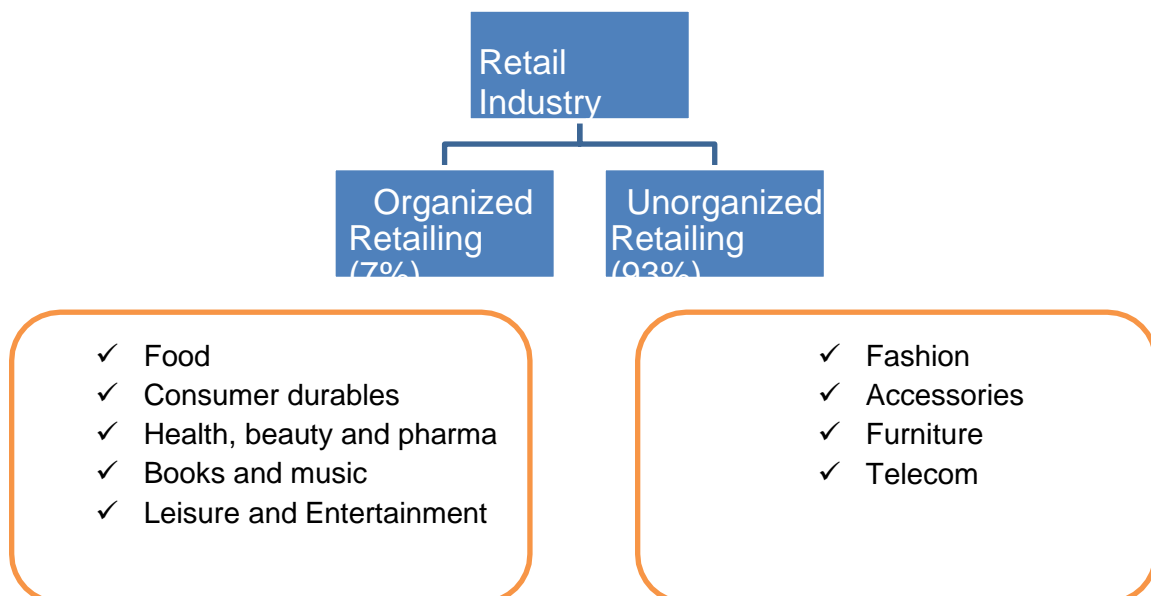 Retail
Industry
Organized
Retailing
(7%)
Unorganized
Retailing
(93%)
✓ Food
✓ Consumer durables
✓ Health, beauty and pharma
✓ Books and music
✓ Leisure and Entertainment
✓ Fashion
✓ Accessories
✓ Furniture
✓ Telecom